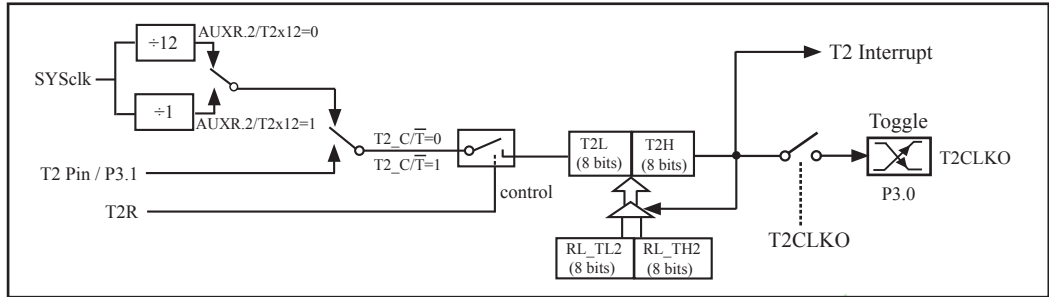 AUXR.2/T2x12=0
÷12
SYSclk
÷1
AUXR.2/T2x12=1
T2 Interrupt
T2_C/T̅=0
T2_C/T̅=1
T2 Pin / P3.1
T2R
control
T2L
(8 bits)
T2H
(8 bits)
Toggle
T2CLKO
P3.0
T2CLKO
RL_TL2
(8 bits)
RL_TH2
(8 bits)